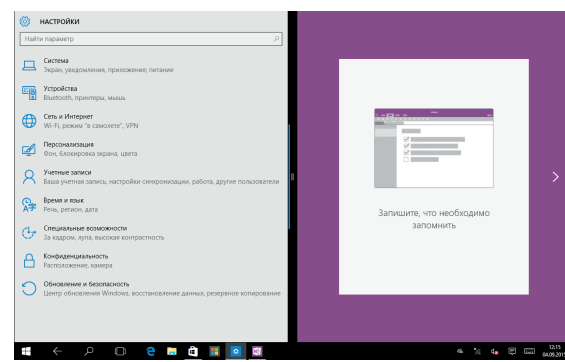 НАСТРОЙКИ
Найти параметр
Система
Экран, уведомления, приложения; питание
Устройства
Bluetooth, принтеры, мышь
Сеть и Интернет
Wi-Fi, режим "в самолете", VPN
Персонализация
Фон, блокировка экрана, цвета
Учетные записи
Ваша учетная запись, настройки синхронизации, работа, другие пользователи
Время и язык
Речь, регион, дата
Специальные возможности
За кадром, лупа, высокая контрастность
Конфиденциальность
Расположение, камера
Обновление и безопасность
Центр обновления Windows, восстановление данных, резервное копирование
Запишите, что необходимо
запомнить
12:15
04.09.2015